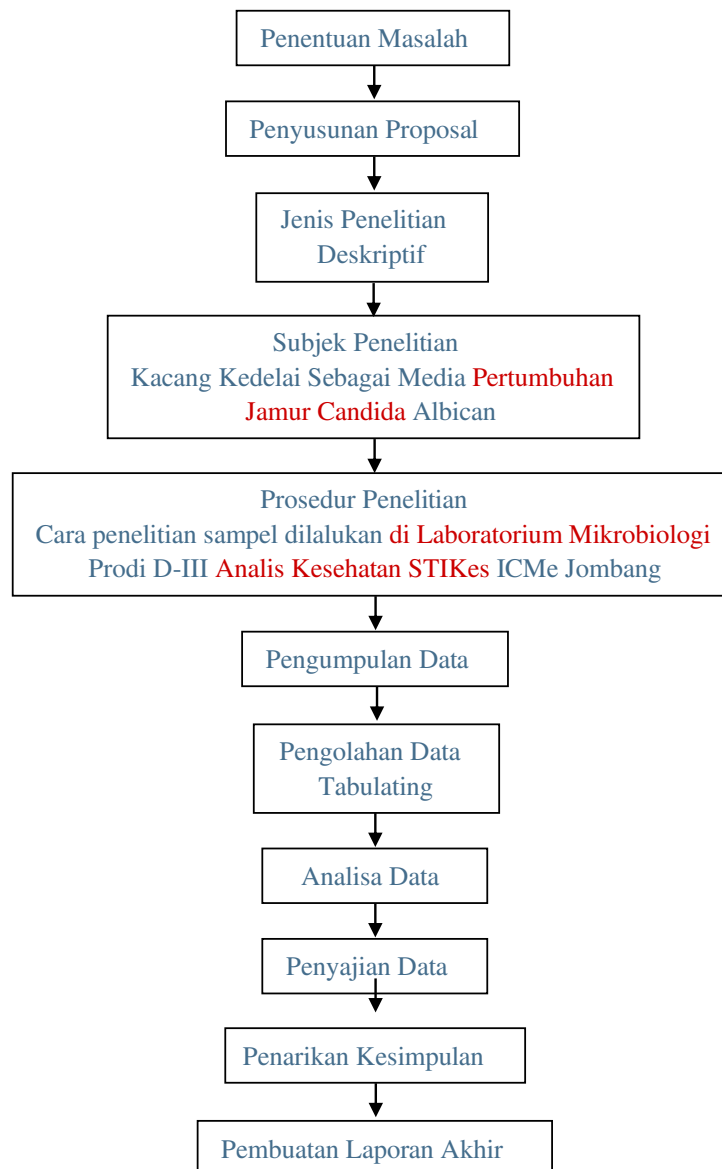 Penentuan Masalah
Penyusunan Proposal
Jenis Penelitian
Deskriptif
Subjek Penelitian
Kacang Kedelai Sebagai Media Pertumbuhan
Jamur Candida Albican
Prosedur Penelitian
Cara penelitian sampel dilalukan di Laboratorium Mikrobiologi
Prodi D-III Analis Kesehatan STIKes ICMe Jombang
Pengumpulan Data
Pengolahan Data
Tabulating
Analisa Data
Penyajian Data
Penarikan Kesimpulan
Pembuatan Laporan Akhir